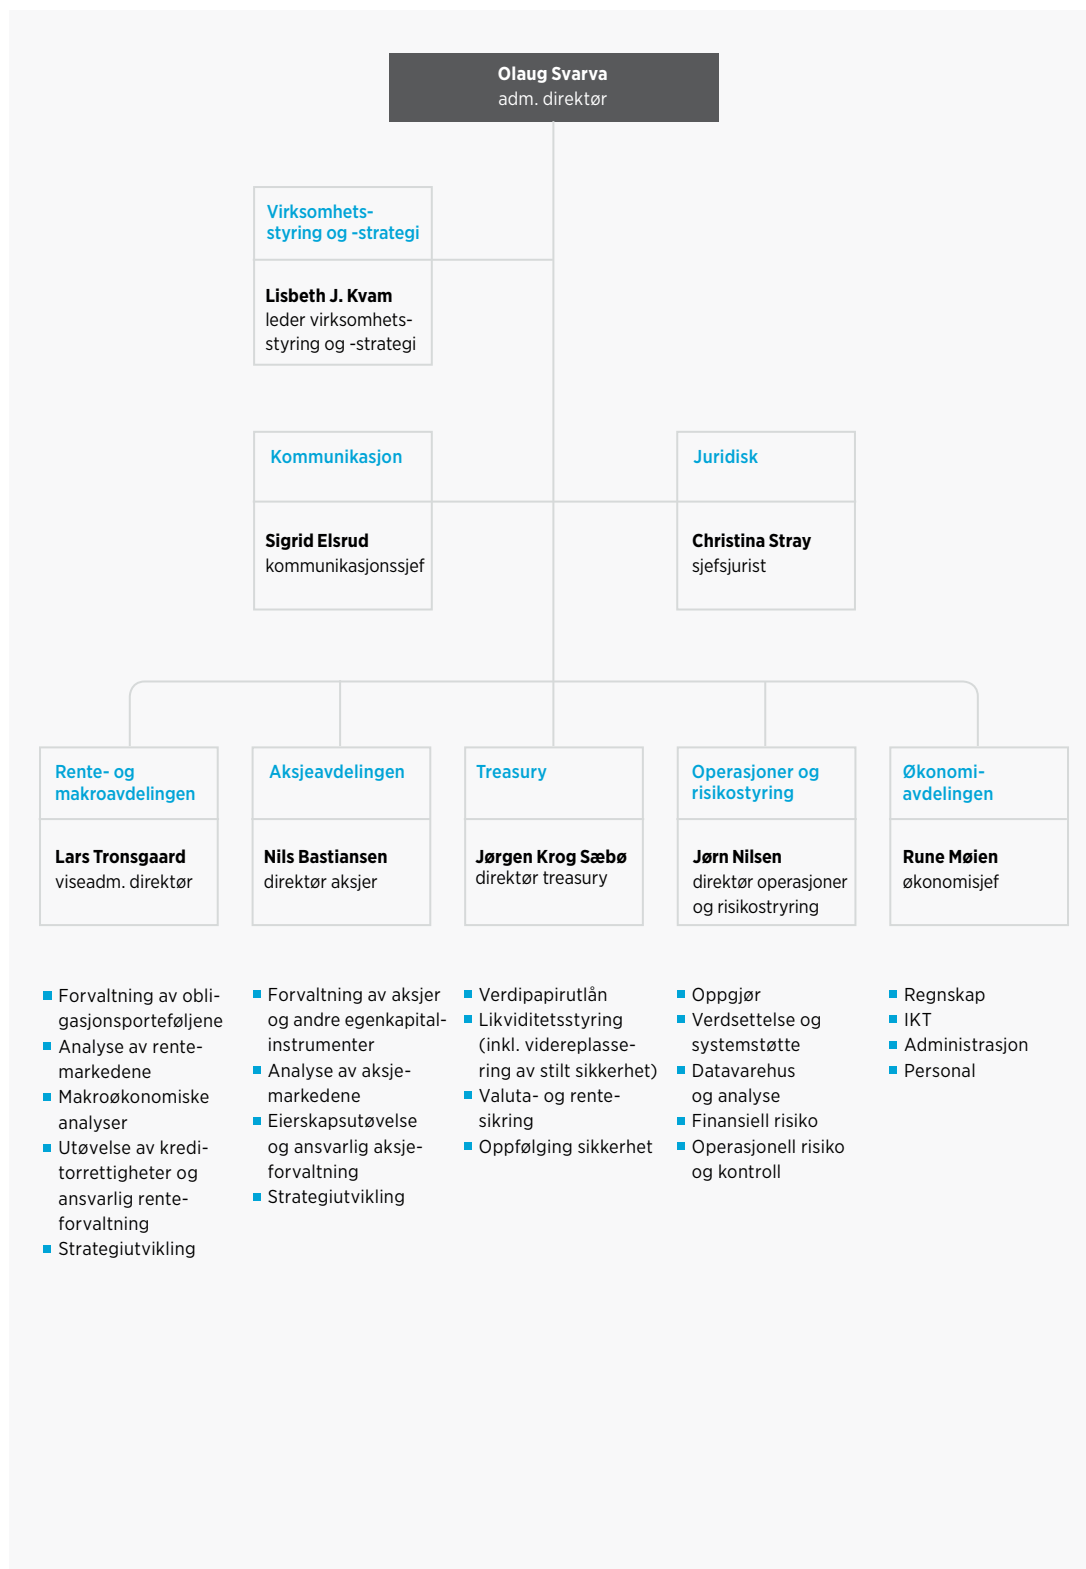 Olaug Svarva
adm. direktør
Virksomhets-
styring og -strategi
Lisbeth J. Kvam
leder virksomhets-
styring og -strategi
Kommunikasjon
Sigrid Elsrud
kommunikasjonssjef
Juridisk
Christina Stray
sjefsjurist
Rente- og
makroavdelingen
Lars Tronsgaard
viseadm. direktør
Forvaltning av obli-
gasjonsporteføljene
Analyse av rente-
markedene
Makroøkonomiske
analyser
Utøvelse av kredi-
torrettigheter og
ansvarlig rente-
forvaltning
Strategiutvikling
Aksjeavdelingen
Nils Bastiansen
direktør aksjer
Forvaltning av aksjer
og andre egenkapital-
instrumenter
Analyse av aksje-
markedene
Eierskapsutøvelse
og ansvarlig aksje-
forvaltning
Strategiutvikling
Treasury
Jørgen Krog Sæbø
direktør treasury
Verdipapirutlån
Likviditetsstyring
(inkl. videreplasse-
ring av stilt sikkerhet)
Valuta- og rente-
sikring
Oppfølging sikkerhet
Operasjoner og
risikostyring
Jørn Nilsen
direktør operasjoner
og risikostryring
Oppgjør
Verdsettelse og
systemstøtte
Datavarehus
og analyse
Finansiell risiko
Operasjonell risiko
og kontroll
Økonomi-
avdelingen
Rune Møien
økonomisjef
Regnskap
IKT
Administrasjon
Personal